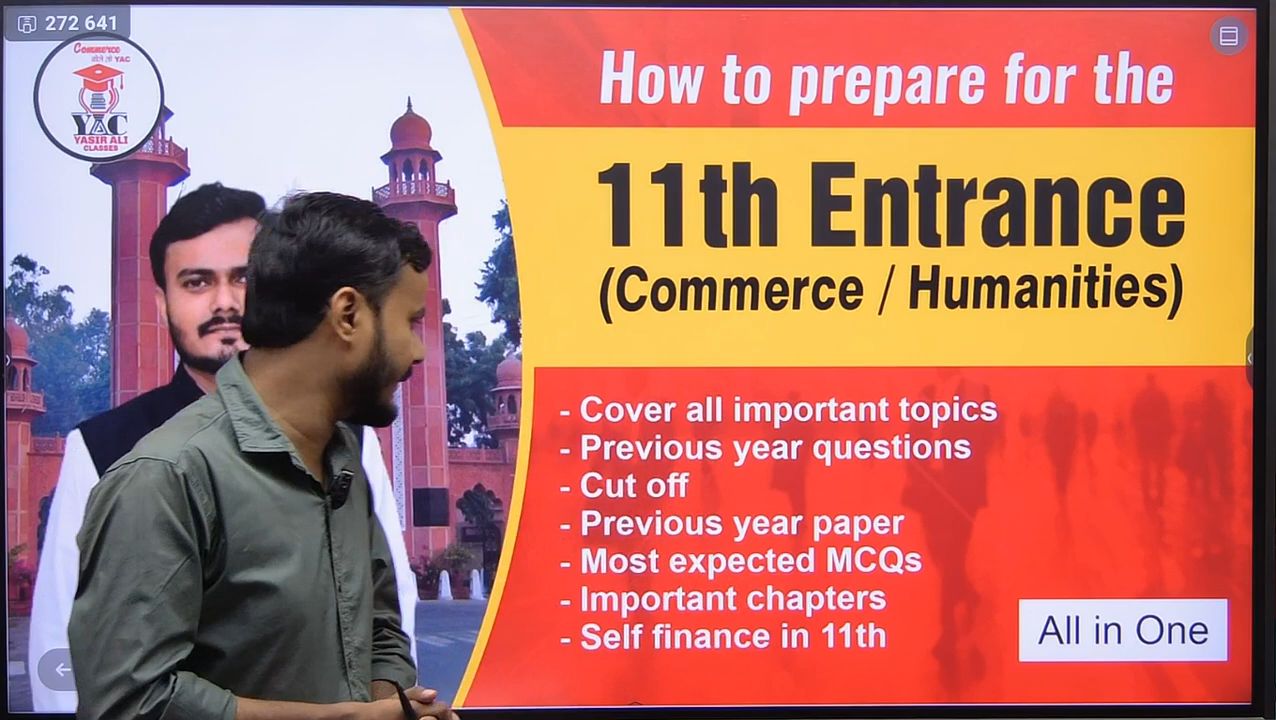 272 641
Commerce
बोले तो YAC
YAC
YASIR ALI
CLASSES
How to prepare for the
11th Entrance
(Commerce / Humanities)
- Cover all important topics
- Previous year questions
- Cut off
- Previous year paper
- Most expected MCQs
- Important chapters
- Self finance in 11th
All in One